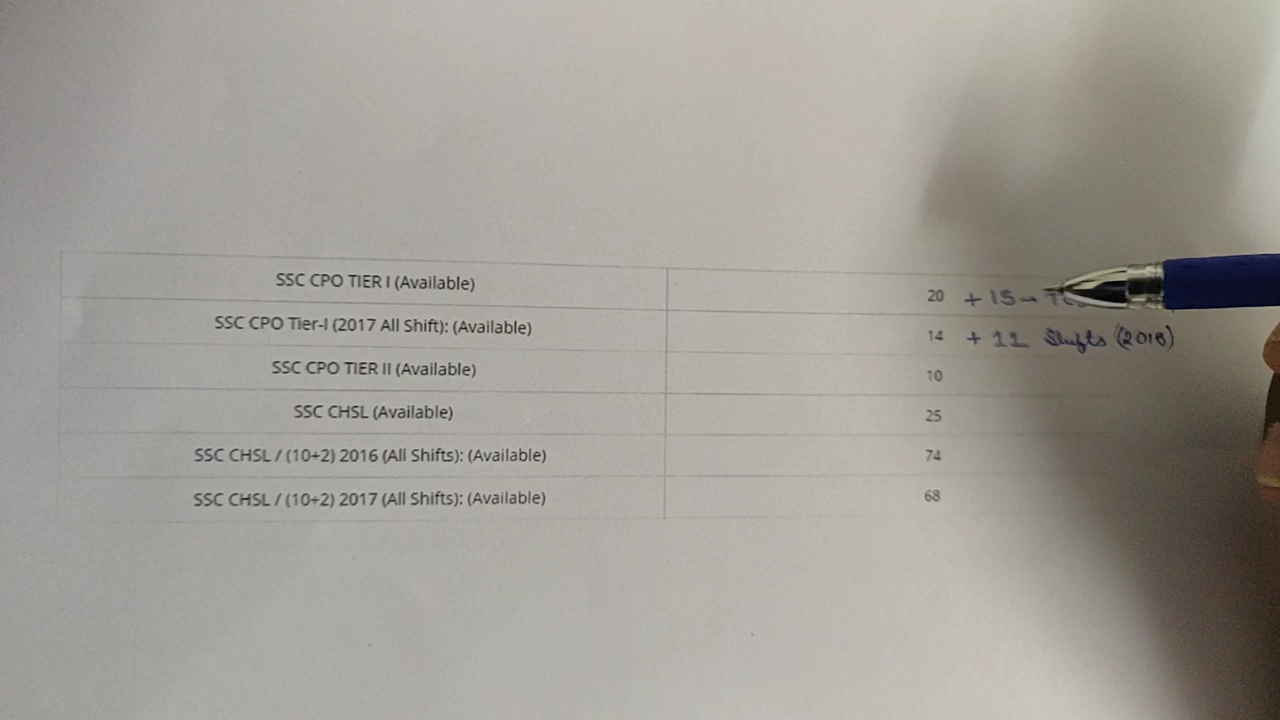 SSC CPO TIER I (Available) 20 + 15 →
SSC CPO Tier-I (2017 All Shift): (Available) 14 + 11 Shifts (2018)
SSC CPO TIER II (Available) 10
SSC CHSL (Available) 25
SSC CHSL / (10+2) 2016 (All Shifts): (Available) 74
SSC CHSL / (10+2) 2017 (All Shifts): (Available) 68